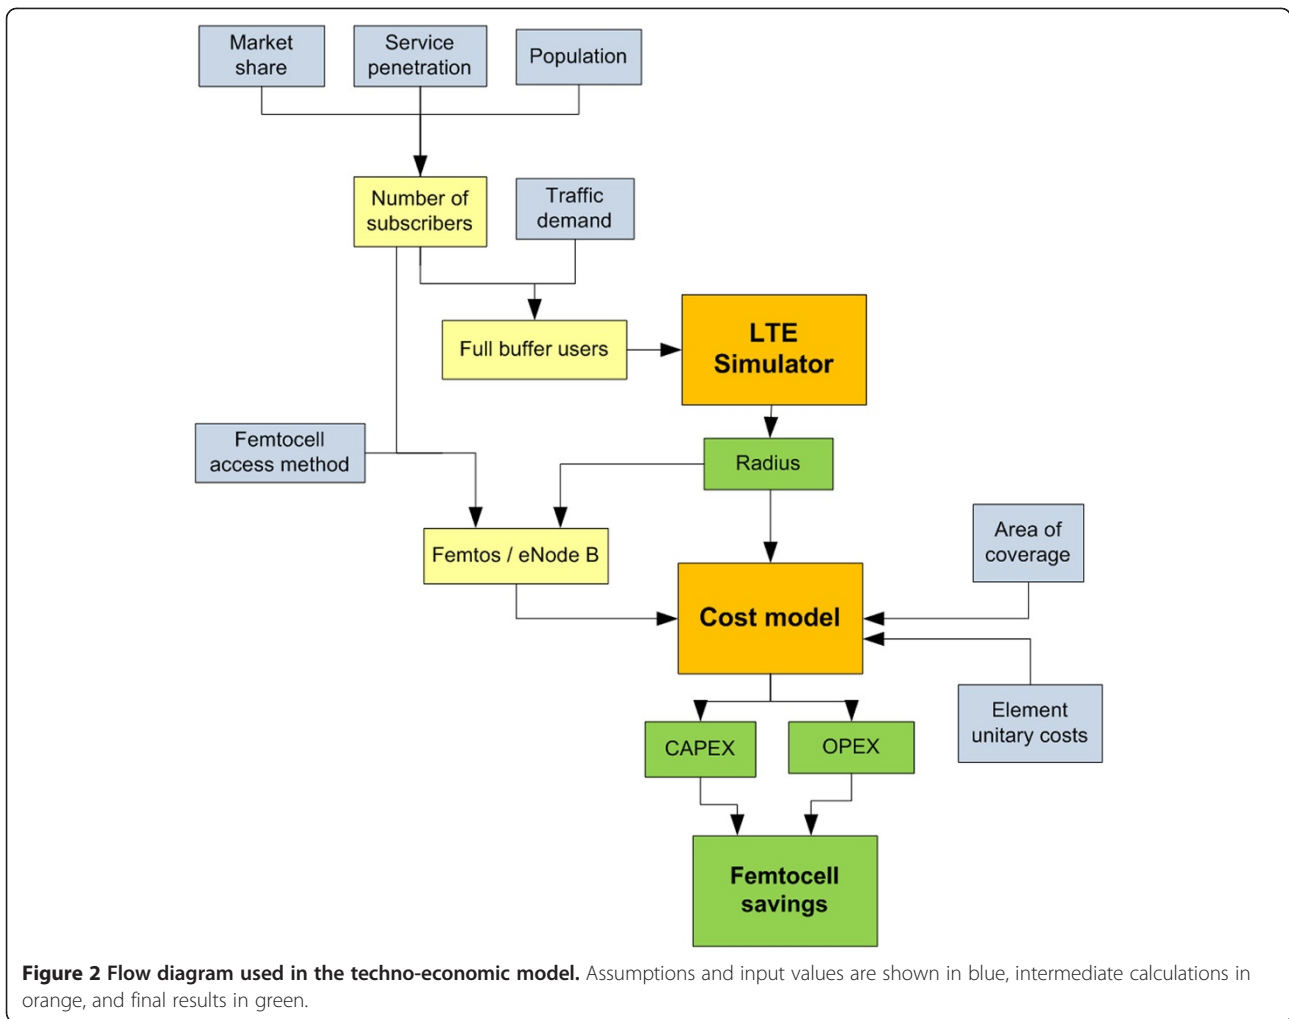 Market
share
Service
penetration
Population
Number of
subscribers
Traffic
demand
Full buffer users
LTE
Simulator
Femtocell
access method
Radius
Femtos / eNode B
Area of
coverage
Cost model
Element
unitary costs
CAPEX
OPEX
Femtocell
savings
Figure 2 Flow diagram used in the techno-economic model. Assumptions and input values are shown in blue, intermediate calculations in
orange, and final results in green.